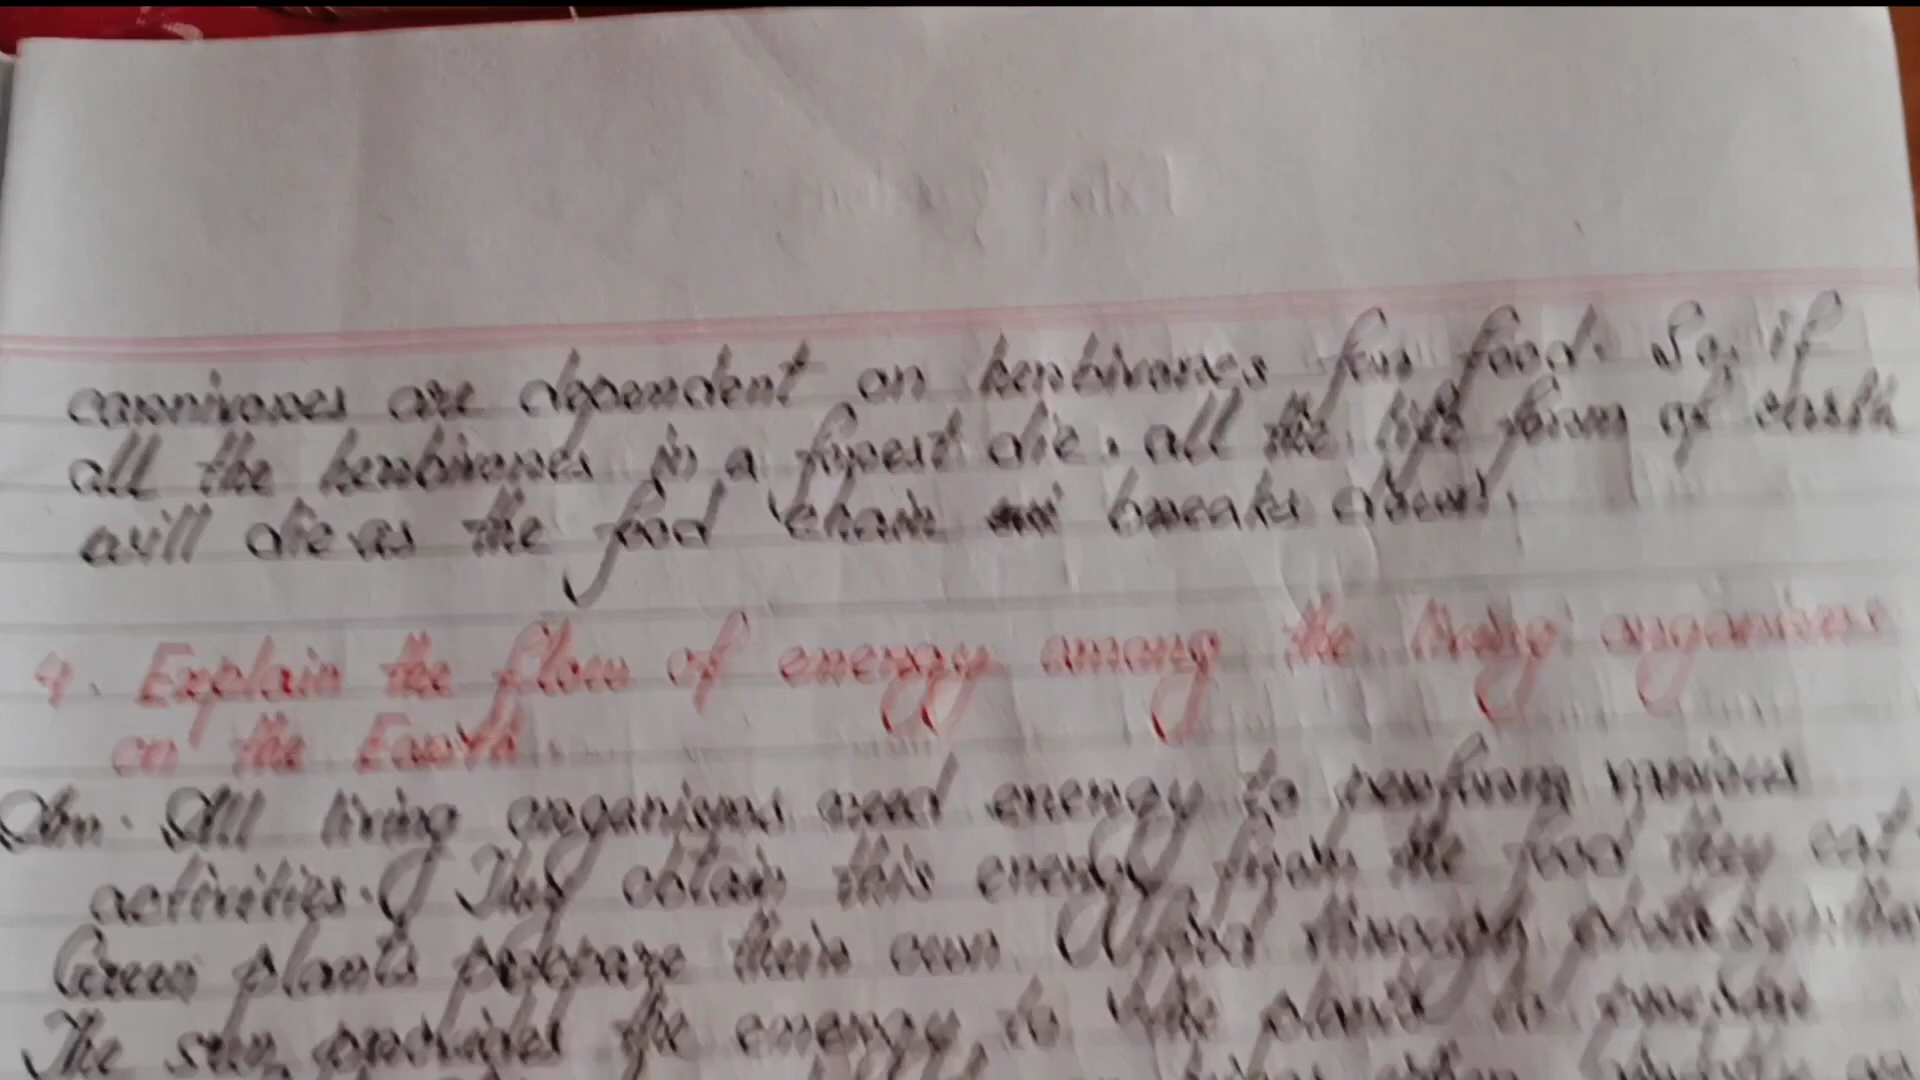 carnivores are dependent on herbivores for food. So, if
all the herbivores in a forest die, all the life form of earth
will die as the food chain breaks down.
4. Explain the flow of energy among the living organisms
on the Earth.
Ans. All living organisms need energy to perform various
activities. They obtain this energy from the food they eat.
Green plants prepare their own food through
The sun provides the energy to the plants to